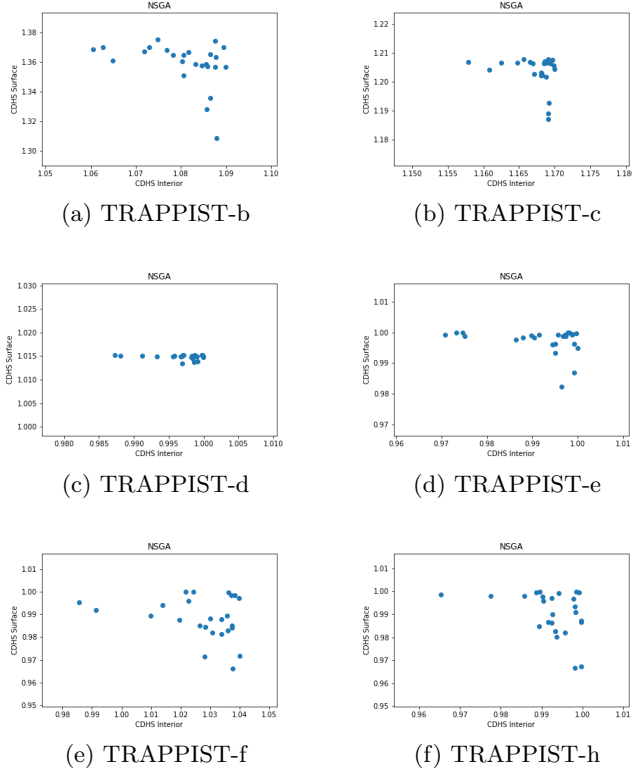 NSGA
CDHS Surface
1.38
1.36
1.34
1.32
1.30
1.05 1.06 1.07 1.08 1.09 1.10
CDHS Interior
(a) TRAPPIST-b
NSGA
CDHS Surface
1.22
1.21
1.20
1.19
1.18
1.150 1.155 1.160 1.165 1.170 1.175 1.180
CDHS Interior
(b) TRAPPIST-c
NSGA
CDHS Surface
1.030
1.025
1.020
1.015
1.010
1.005
1.000
0.980 0.985 0.990 0.995 1.000 1.005 1.010
CDHS Interior
(c) TRAPPIST-d
NSGA
CDHS Surface
1.01
1.00
0.99
0.98
0.97
0.96 0.97 0.98 0.99 1.00 1.01
CDHS Interior
(d) TRAPPIST-e
NSGA
CDHS Surface
1.01
1.00
0.99
0.98
0.97
0.96
0.95
0.98 0.99 1.00 1.01 1.02 1.03 1.04 1.05
CDHS Interior
(e) TRAPPIST-f
NSGA
CDHS Surface
1.01
1.00
0.99
0.98
0.97
0.96
0.95
0.96 0.97 0.98 0.99 1.00 1.01
CDHS Interior
(f) TRAPPIST-h